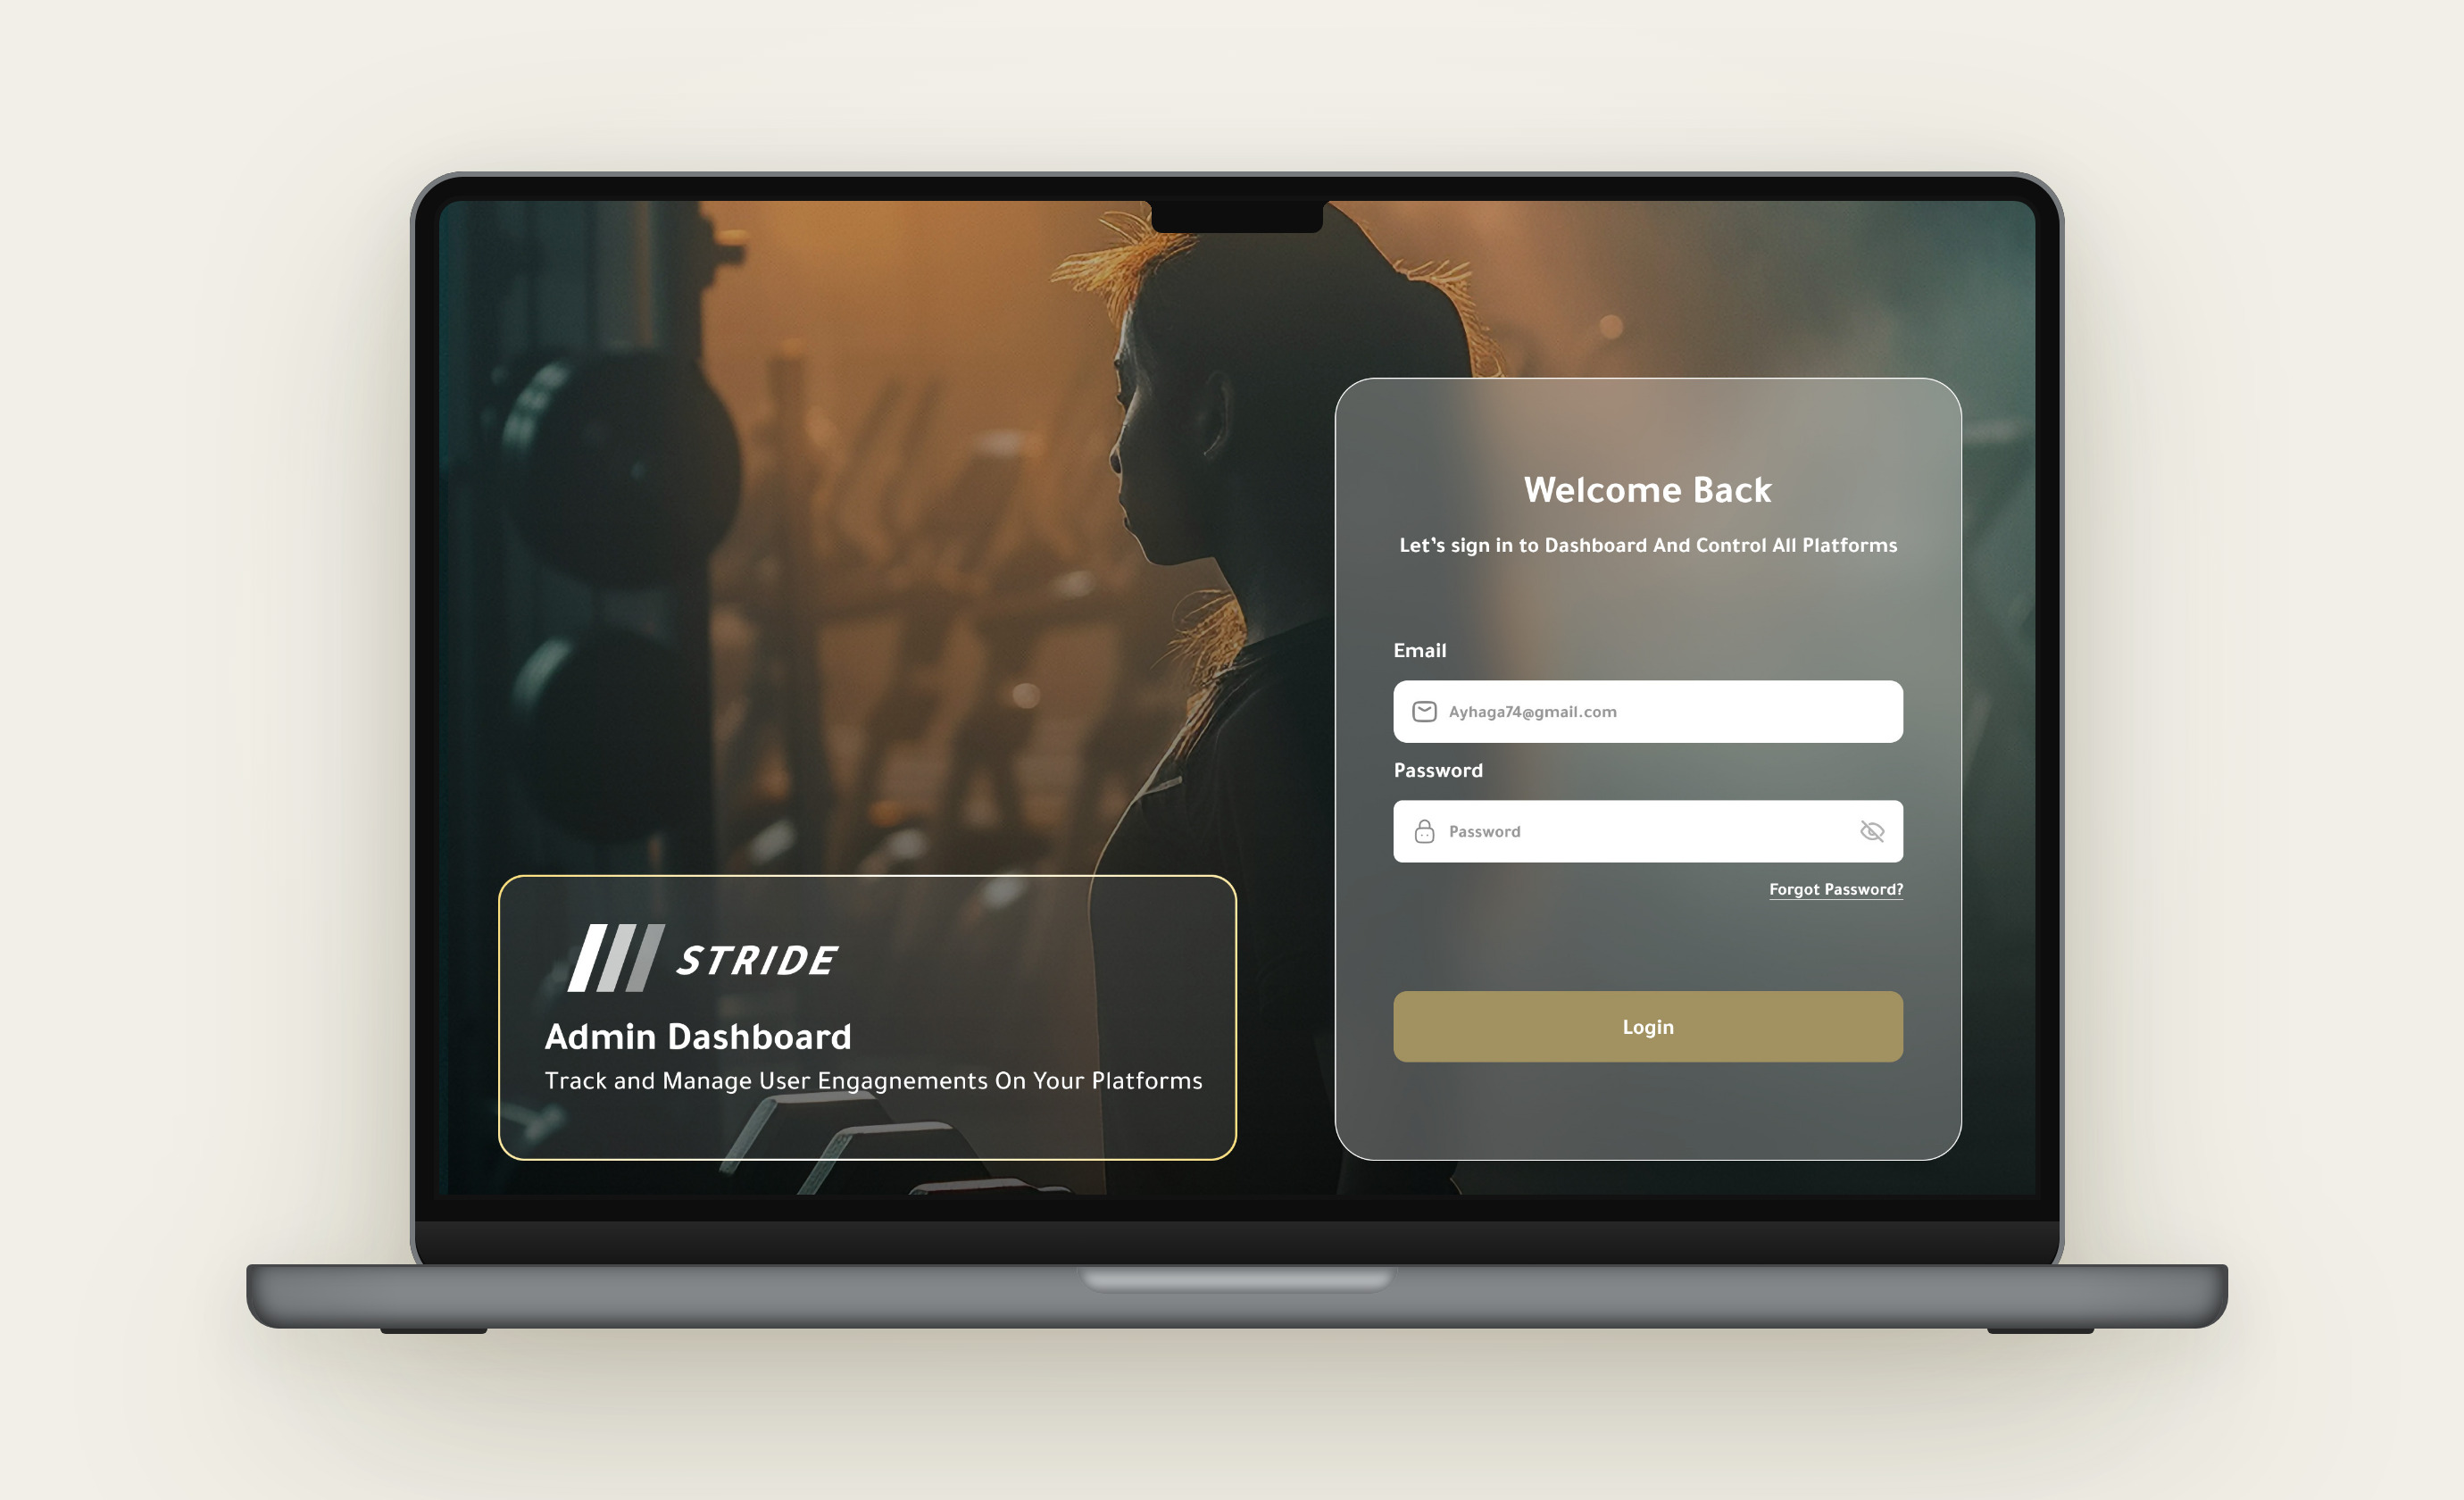 Welcome Back
Let's sign in to Dashboard And Control All Platforms
Email
Ayhaga74@gmail.com
Password
Password
Forgot Password?
Login
STRIDE
Admin Dashboard
Track and Manage User Engagnements On Your Platforms